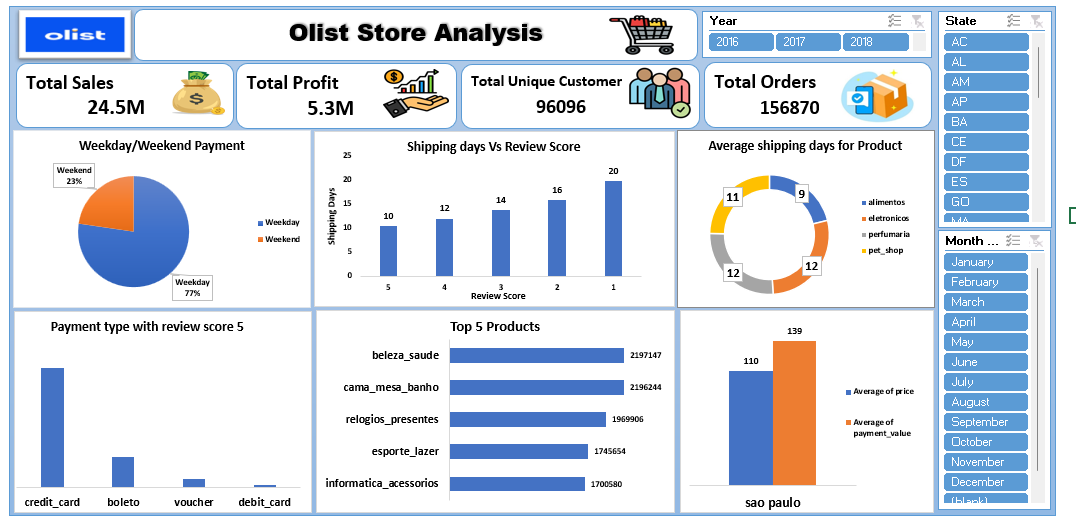 olist
Olist Store Analysis
Year
2016
2017
2018
State
AC
AL
AM
AP
BA
CE
DF
ES
GO
MA
Total Sales
24.5M
Total Profit
5.3M
Total Unique Customer
96096
Total Orders
156870
Weekday/Weekend Payment
Weekend
23%
Weekday
77%
Weekday
Weekend
Shipping days Vs Review Score
Shipping Days
25
20
15
10
5
0
10
12
14
16
20
5
4
3
2
1
Review Score
Average shipping days for Product
11
9
12
12
alimentos
eletronicos
perfumaria
pet_shop
Month ...
January
February
March
April
May
June
July
August
September
October
November
December
(blank)
Payment type with review score 5
credit_card
boleto
voucher
debit_card
Top 5 Products
beleza_saude
2197147
cama_mesa_banho
2196244
relogios_presentes
1969906
esporte_lazer
1745654
informatica_acessorios
1700580
110
139
sao paulo
Average of price
Average of
payment_value